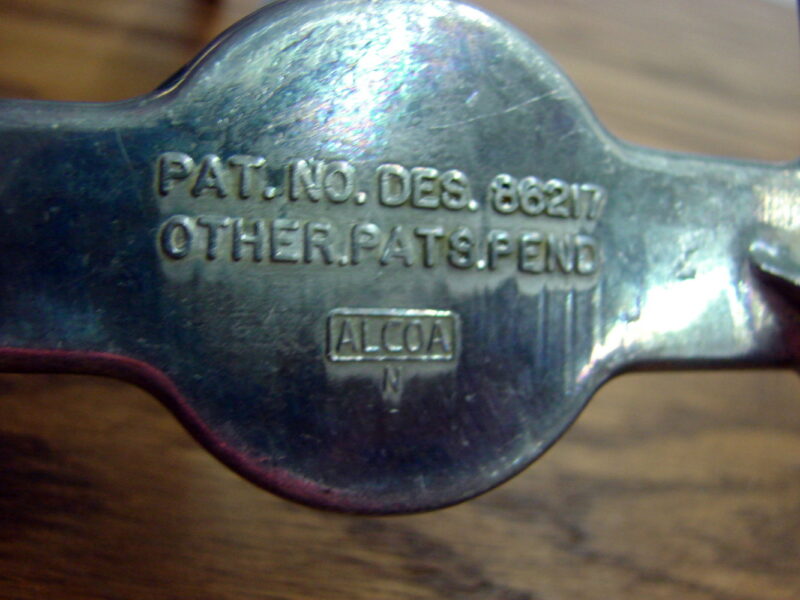 PAT. NO. DES. 86217
OTHER.PATS.PEND
ALCOA
N